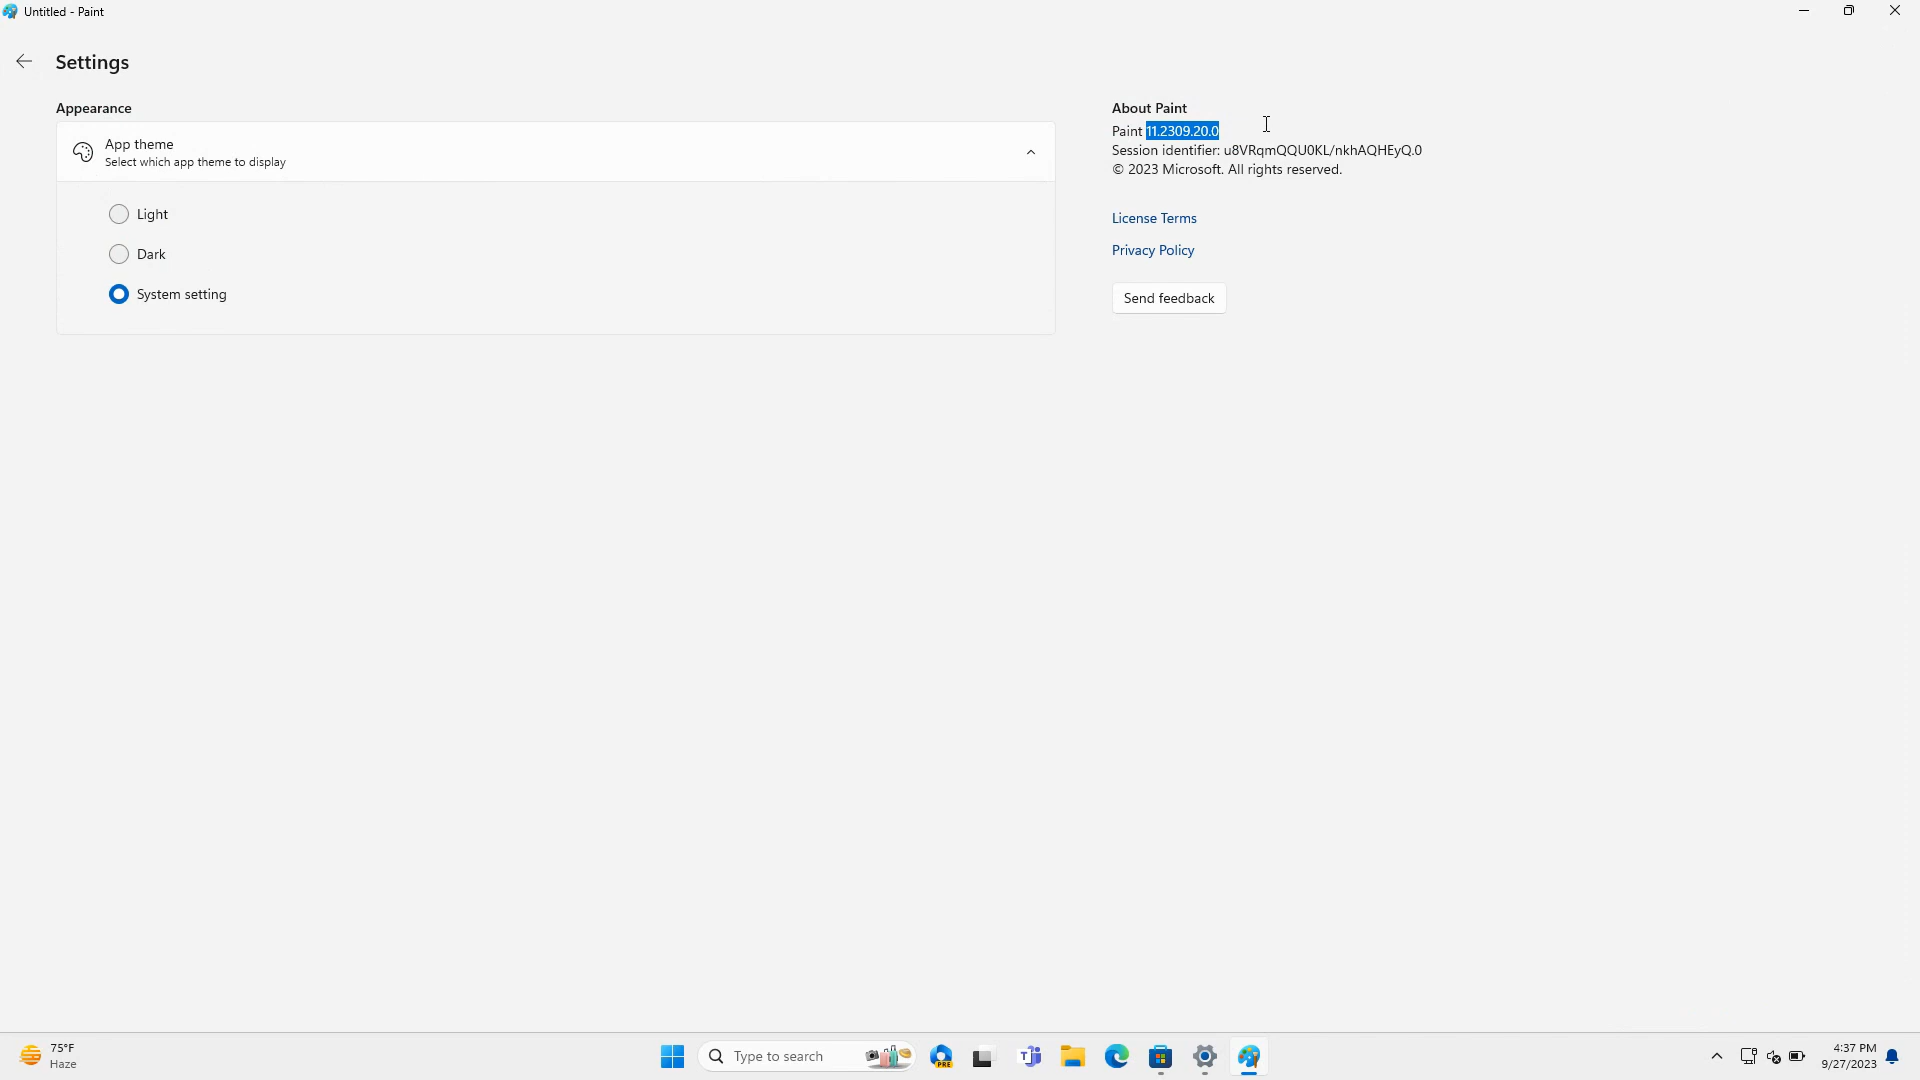 Untitled - Paint
Settings
Appearance
App theme
Select which app theme to display
Light
Dark
System setting
About Paint
Paint 11.2309.20.0
Session identifier: u8VRqmQQU0KL/nkhAQHEyQ.0
© 2023 Microsoft. All rights reserved.
License Terms
Privacy Policy
Send feedback
75°F
Haze
Type to search
PRE
4:37 PM
9/27/2023